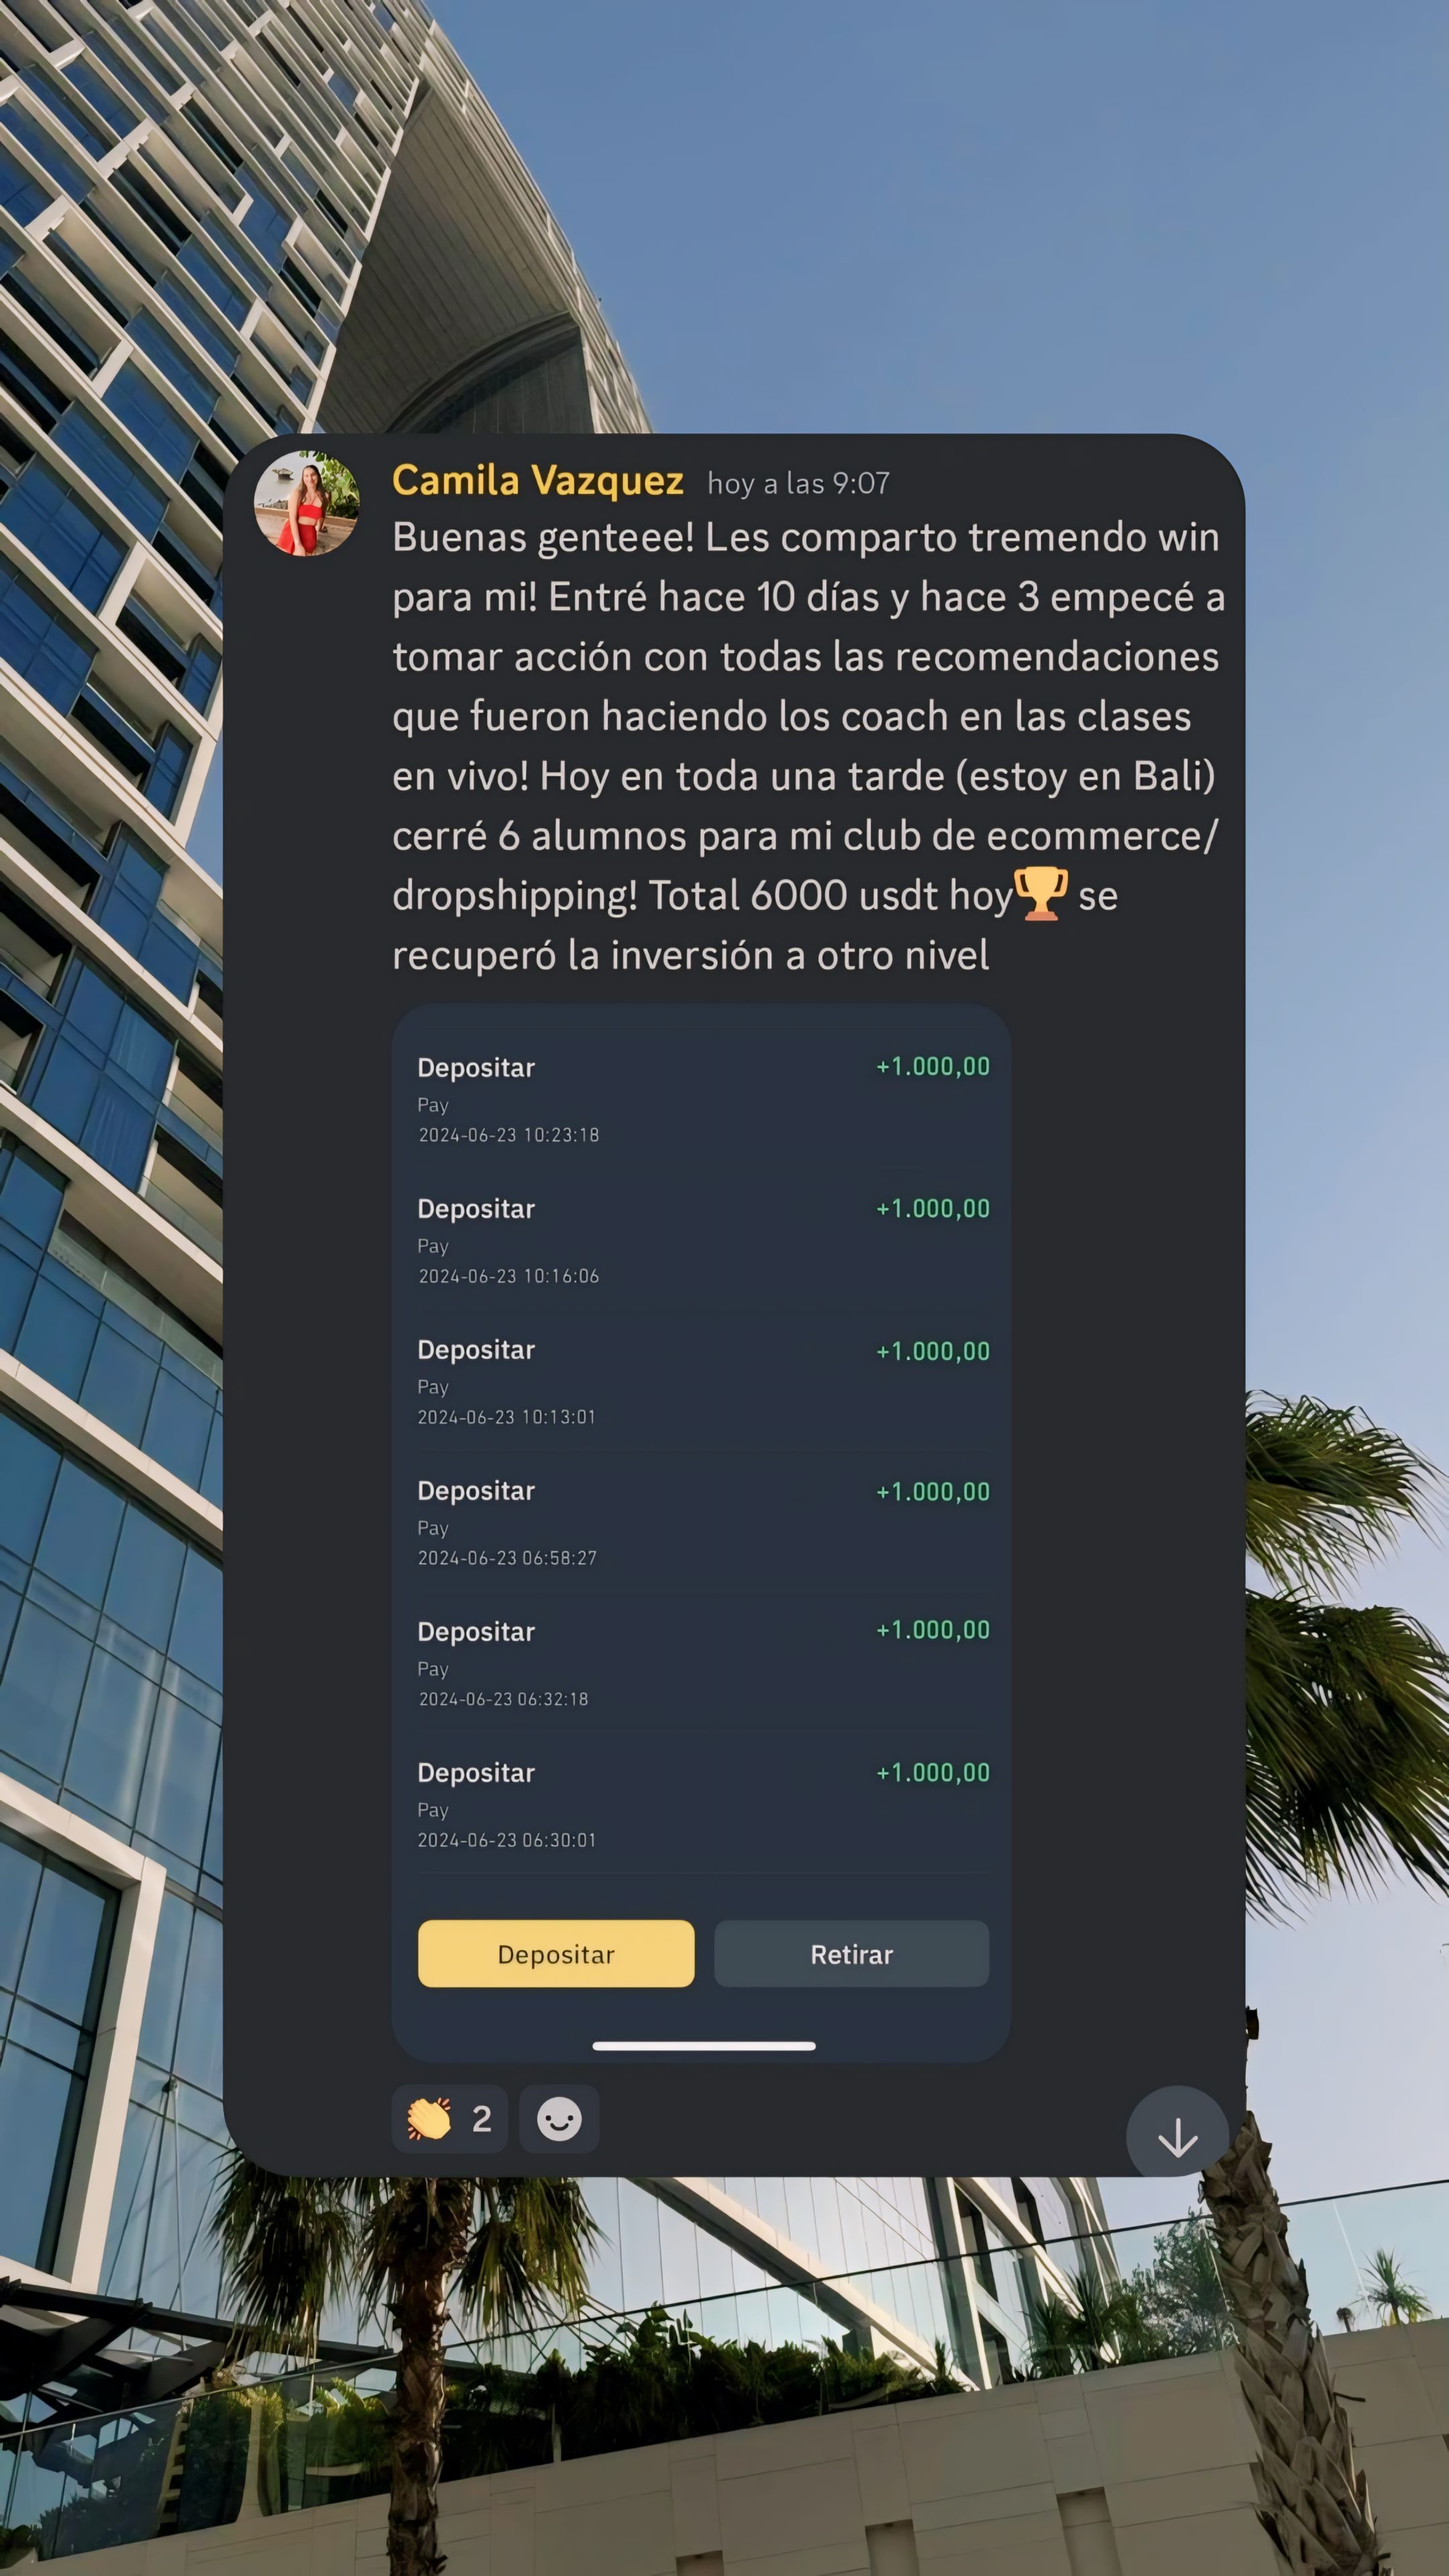 Camila Vazquez hoy a las 9:07
Buenas genteee! Les comparto tremendo win
para mi! Entré hace 10 días y hace 3 empecé a
tomar acción con todas las recomendaciones
que fueron haciendo los coach en las clases
en vivo! Hoy en toda una tarde (estoy en Bali)
cerré 6 alumnos para mi club de ecommerce/
dropshipping! Total 6000 usdt hoy🏆 se
recuperó la inversión a otro nivel
Depositar +1.000,00
Pay
2024-06-23 10:23:18
Depositar +1.000,00
Pay
2024-06-23 10:16:06
Depositar +1.000,00
Pay
2024-06-23 10:13:01
Depositar +1.000,00
Pay
2024-06-23 06:58:27
Depositar +1.000,00
Pay
2024-06-23 06:32:18
Depositar +1.000,00
Pay
2024-06-23 06:30:01
Depositar Retirar
👏 2